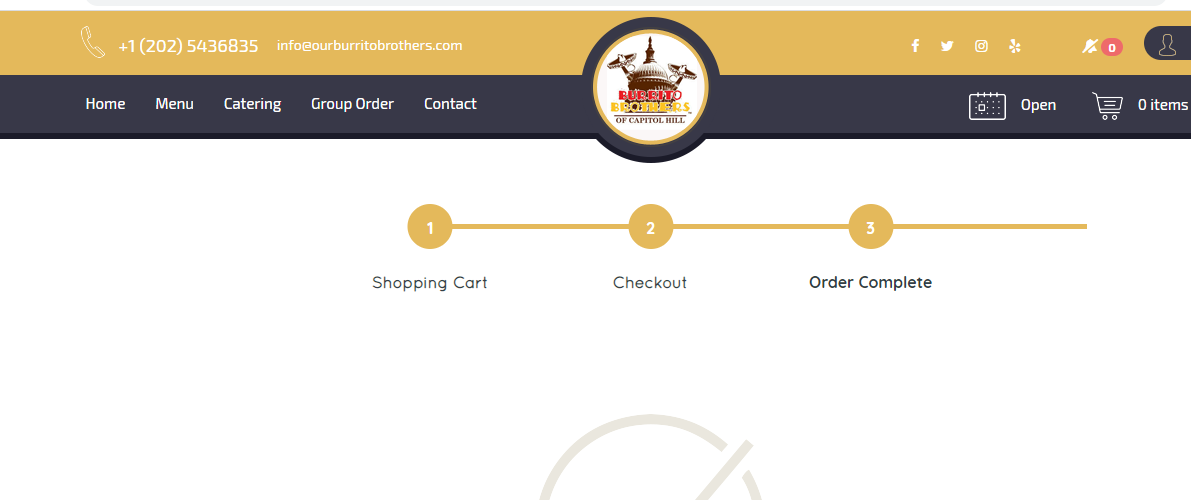 +1 (202) 5436835 info@ourburritobrothers.com
0
Home Menu Catering Group Order Contact
BURRITO
BROTHERS
OF CAPITOL HILL
Open 0 items
1 2 3
Shopping Cart Checkout Order Complete